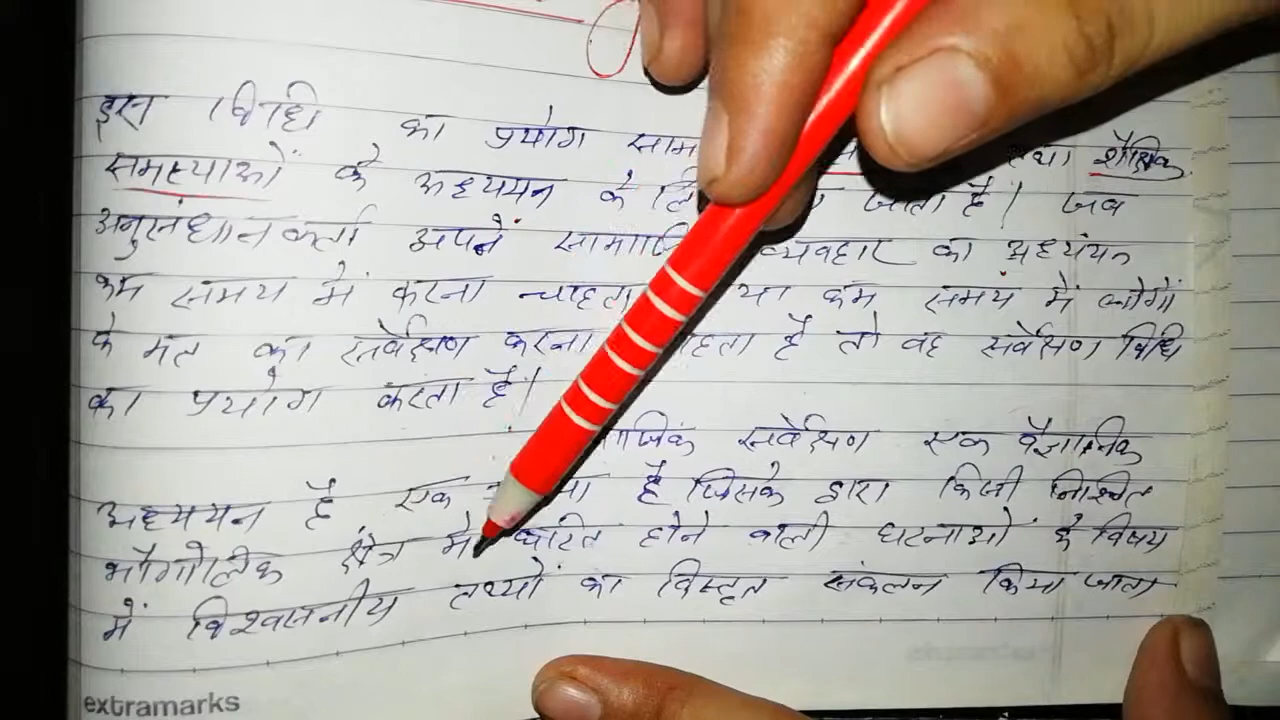 इस विधि का प्रयोग साम तथा शैक्षिक
समस्याओं के अध्ययन के लि जाता है। जब
अनुसंधानकर्ता अपने सामाजि व्यवहार का अध्ययन
कम समय में करना चाहता या कम समय में लोगों
के मत का सर्वेक्षण करना चाहता है तो वह सर्वेक्षण विधि
का प्रयोग करता है।
सर्वेक्षण एक वैज्ञानिक
अध्ययन है एक है जिसके द्वारा किसी निश्चित
भौगोलिक क्षेत्र में घटित होने वाली घटनाओं के विषय
में विश्वसनीय तथ्यों का विस्तृत संकलन किया जाता
extramarks